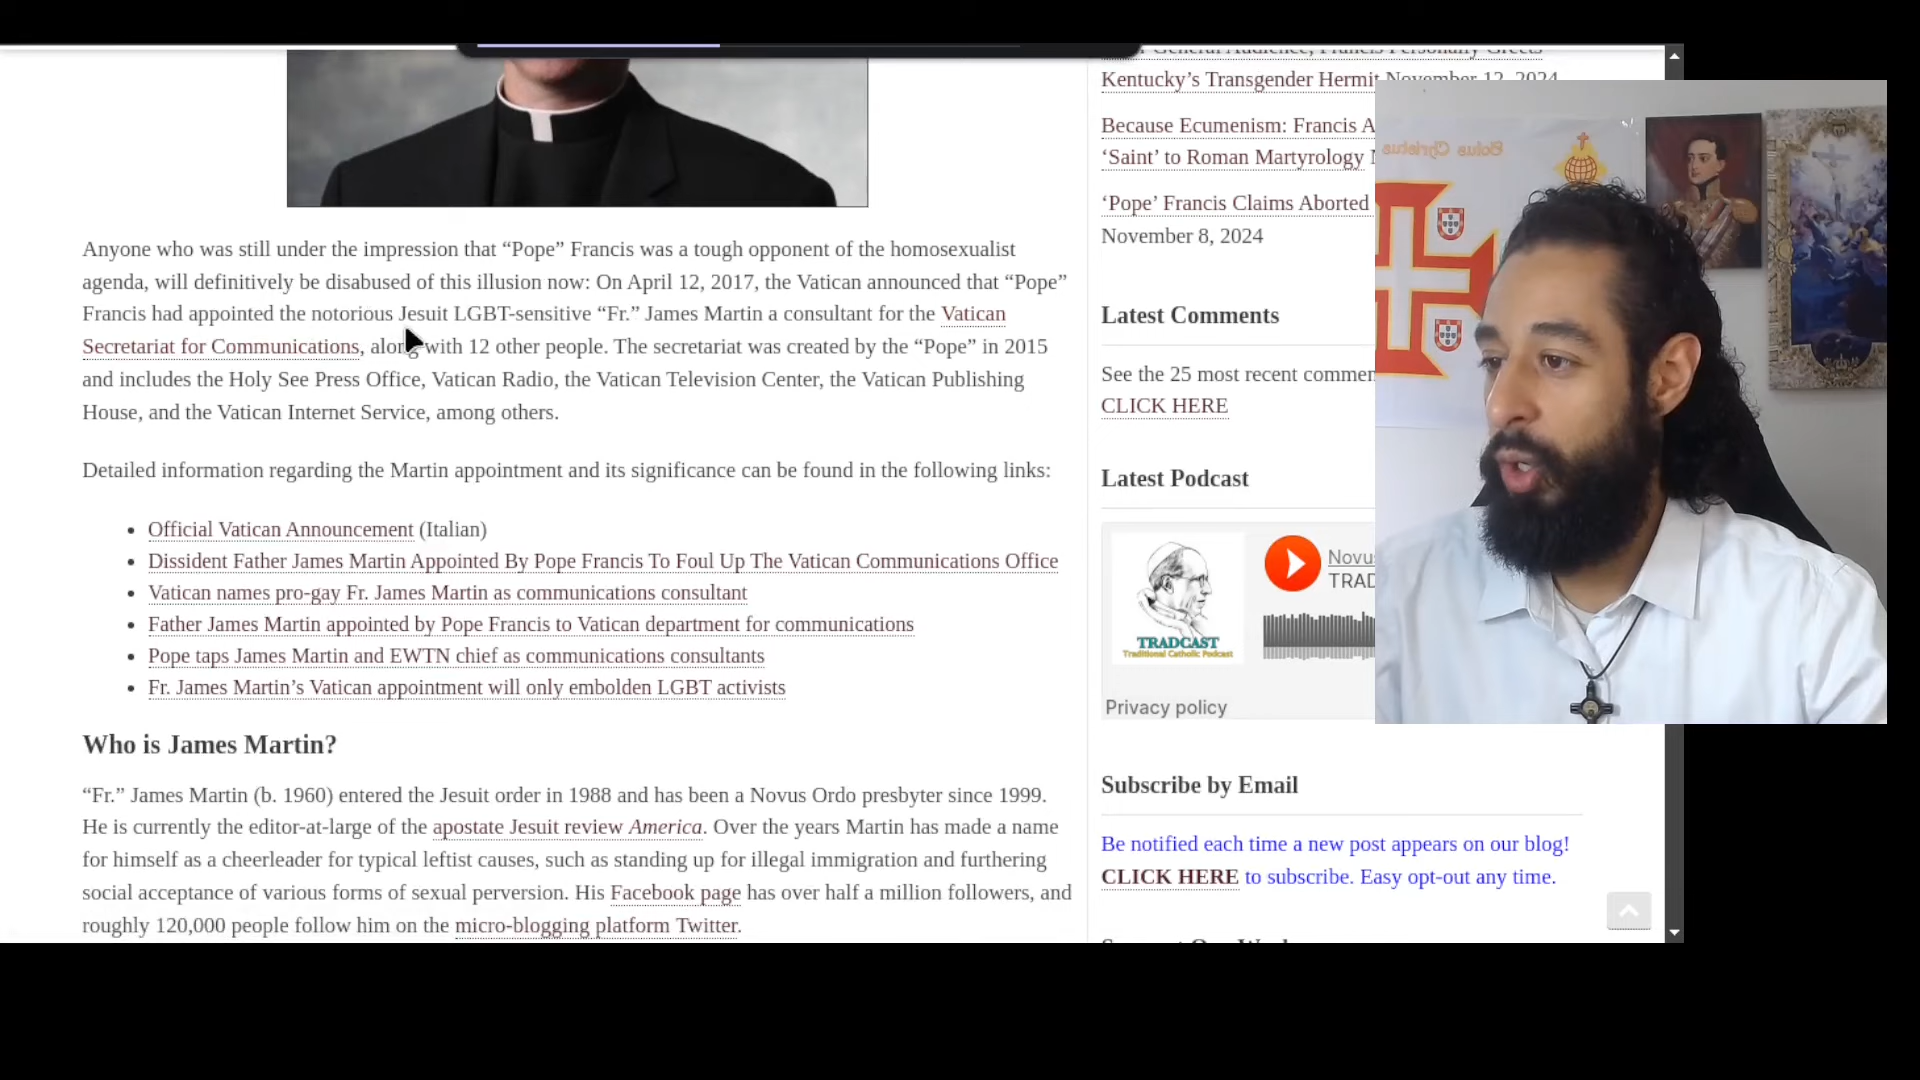 Anyone who was still under the impression that “Pope” Francis was a tough opponent of the homosexualist
agenda, will definitively be disabused of this illusion now: On April 12, 2017, the Vatican announced that “Pope”
Francis had appointed the notorious Jesuit LGBT-sensitive “Fr.” James Martin a consultant for the Vatican
Secretariat for Communications, along with 12 other people. The secretariat was created by the “Pope” in 2015
and includes the Holy See Press Office, Vatican Radio, the Vatican Television Center, the Vatican Publishing
House, and the Vatican Internet Service, among others.
Detailed information regarding the Martin appointment and its significance can be found in the following links:
Official Vatican Announcement (Italian)
Dissident Father James Martin Appointed By Pope Francis To Foul Up The Vatican Communications Office
Vatican names pro-gay Fr. James Martin as communications consultant
Father James Martin appointed by Pope Francis to Vatican department for communications
Pope taps James Martin and EWTN chief as communications consultants
Fr. James Martin’s Vatican appointment will only embolden LGBT activists
Who is James Martin?
“Fr.” James Martin (b. 1960) entered the Jesuit order in 1988 and has been a Novus Ordo presbyter since 1999.
He is currently the editor-at-large of the apostate Jesuit review America. Over the years Martin has made a name
for himself as a cheerleader for typical leftist causes, such as standing up for illegal immigration and furthering
social acceptance of various forms of sexual perversion. His Facebook page has over half a million followers, and
roughly 120,000 people follow him on the micro-blogging platform Twitter.
General Audience, Francis Personally Greets
Kentucky’s Transgender Hermit November 12, 2024
Because Ecumenism: Francis A
‘Saint’ to Roman Martyrology
‘Pope’ Francis Claims Aborted
November 8, 2024
Latest Comments
See the 25 most recent commen
CLICK HERE
Latest Podcast
Novus
TRAD
TRADCAST
Traditional Catholic Podcast
Privacy policy
Subscribe by Email
Be notified each time a new post appears on our blog!
CLICK HERE to subscribe. Easy opt-out any time.